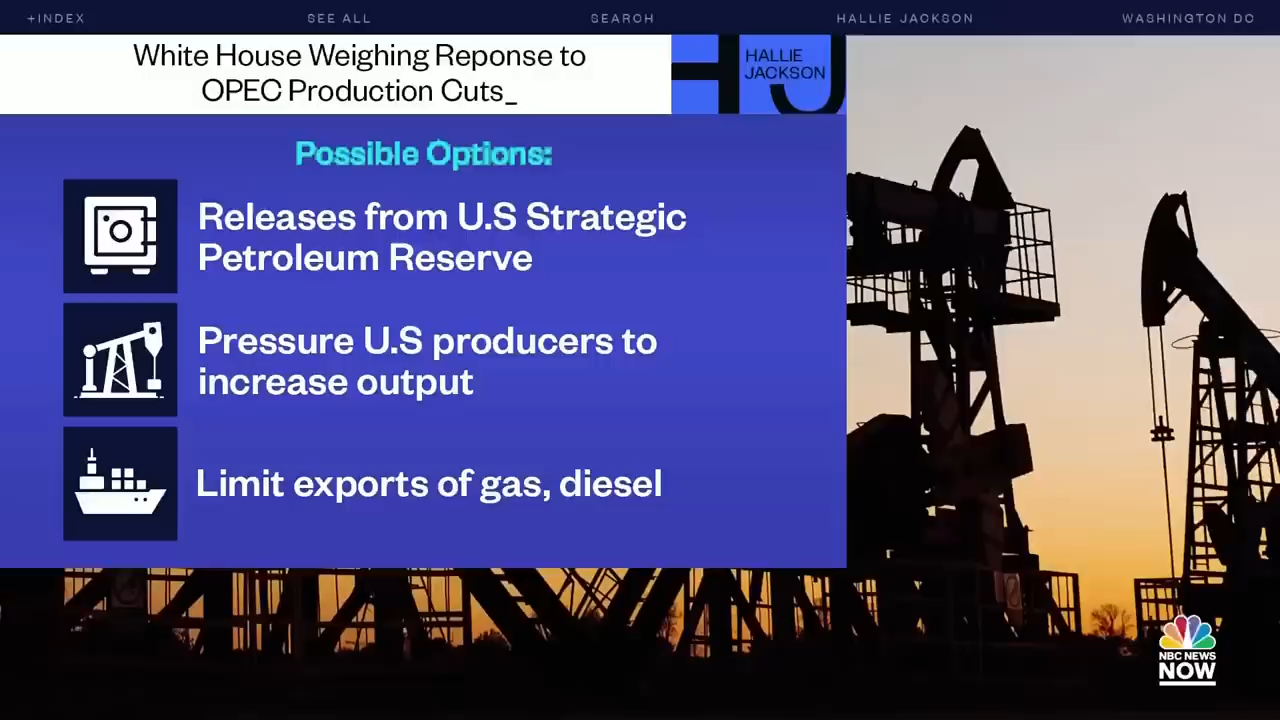 +INDEX
SEE ALL
SEARCH
HALLIE JACKSON
WASHINGTON DC
White House Weighing Reponse to
OPEC Production Cuts_
HJ
HALLIE
JACKSON
Possible Options:
Releases from U.S Strategic
Petroleum Reserve
Pressure U.S producers to
increase output
Limit exports of gas, diesel
NBC NEWS
NOW